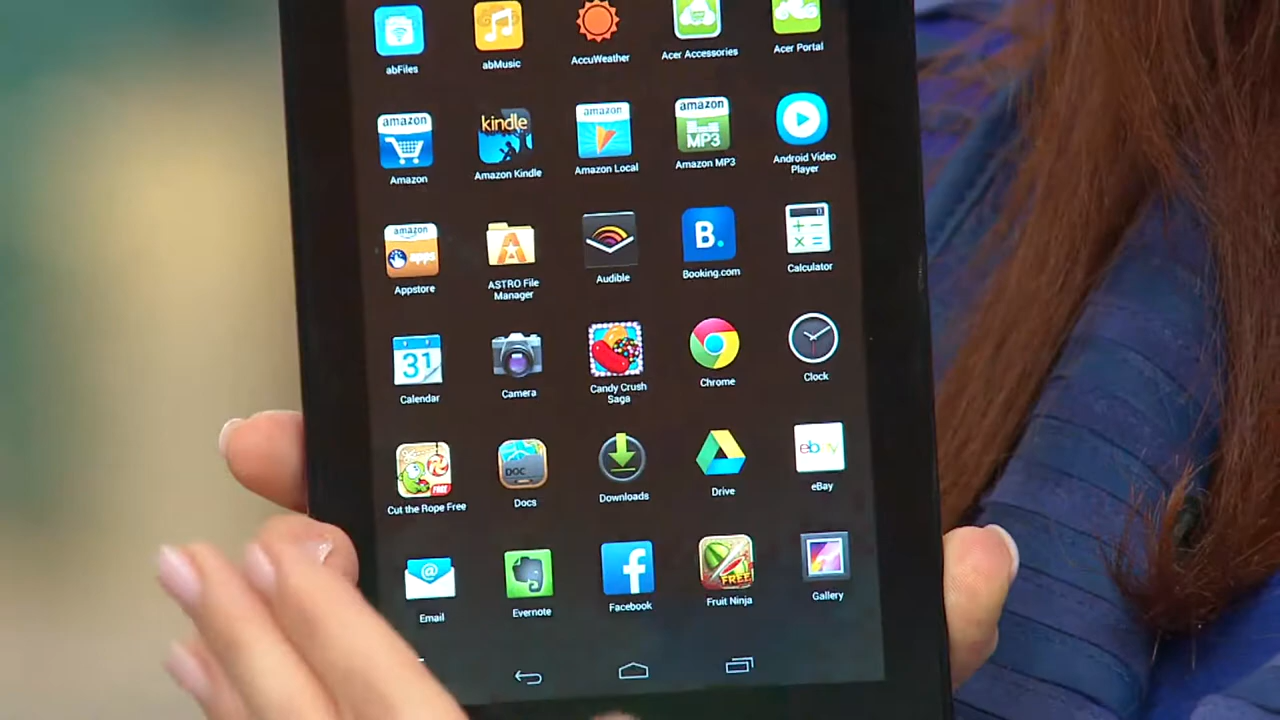 abFiles
abMusic
AccuWeather
Acer Accessories
Acer Portal
amazon
Amazon
kindle
Amazon Kindle
amazon
Amazon Local
amazon
MP3
Amazon MP3
Android Video
Player
amazon
apps
Appstore
A
ASTRO File
Manager
Audible
B.
Booking.com
0
Calculator
31
Calendar
Camera
Candy Crush
Saga
Chrome
Clock
FREE
Cut the Rope Free
DOC
Docs
Downloads
Drive
ebay
eBay
@
Email
Evernote
f
Facebook
FREE
Fruit Ninja
Gallery